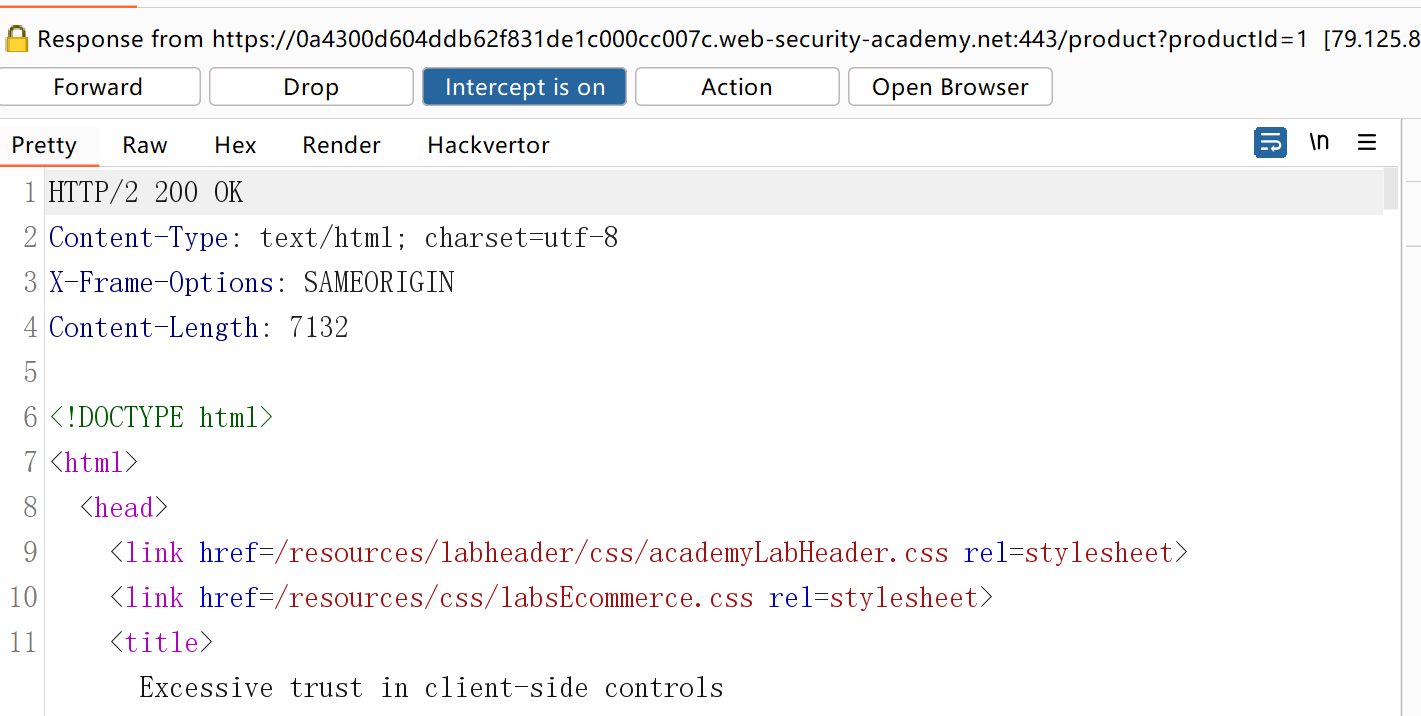 Response from https://0a4300d604ddb62f831de1c000cc007c.web-security-academy.net:443/product?productId=1 [79.125.8
Forward Drop Intercept is on Action Open Browser
Pretty Raw Hex Render Hackvertor \n
1 HTTP/2 200 OK
2 Content-Type: text/html; charset=utf-8
3 X-Frame-Options: SAMEORIGIN
4 Content-Length: 7132
5
6 <!DOCTYPE html>
7 <html>
8 <head>
9 <link href=/resources/labheader/css/academyLabHeader.css rel=stylesheet>
10 <link href=/resources/css/labsEcommerce.css rel=stylesheet>
11 <title>
Excessive trust in client-side controls